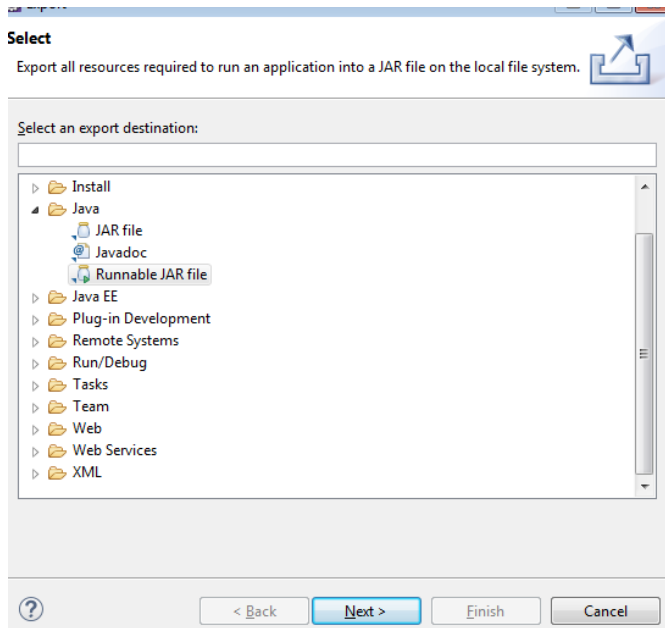 Export
Select
Export all resources required to run an application into a JAR file on the local file system.
Select an export destination:
Install
Java
JAR file
Javadoc
Runnable JAR file
Java EE
Plug-in Development
Remote Systems
Run/Debug
Tasks
Team
Web
Web Services
XML
< Back Next > Finish Cancel